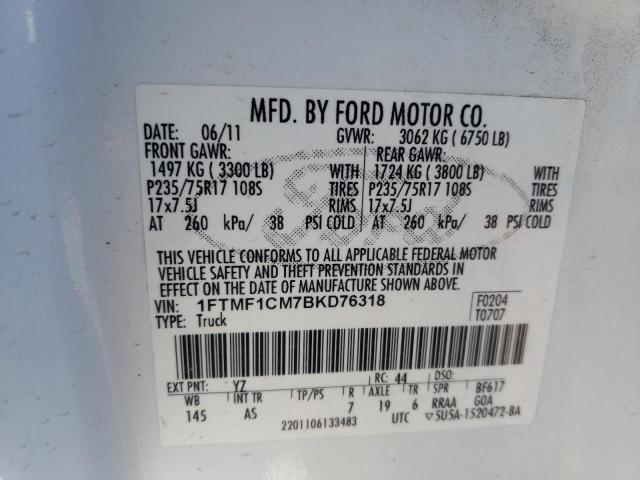 MFD. BY FORD MOTOR CO.
DATE: 06/11 GVWR: 3062 KG ( 6750 LB)
FRONT GAWR: REAR GAWR:
1497 KG ( 3300 LB) WITH 1724 KG ( 3800 LB) WITH
P235/75R17 108S TIRES P235/75R17 108S TIRES
17x7.5J RIMS 17x7.5J RIMS
AT 260 kPa/ 38 PSI COLD AT 260 kPa/ 38 PSI COLD
THIS VEHICLE CONFORMS TO ALL APPLICABLE FEDERAL MOTOR
VEHICLE SAFETY AND THEFT PREVENTION STANDARDS IN
EFFECT ON THE DATE OF MANUFACTURE SHOWN ABOVE.
VIN: 1FTMF1CM7BKD76318 F0204
TYPE: Truck T0707
EXT PNT: YZ RC: 44 DSO:
WB INT TR TP/PS R AXLE TR SPR BF617
145 AS 7 19 6 RRAA GOA
2201106133483 UTC ▽5U5A-1520472-BA